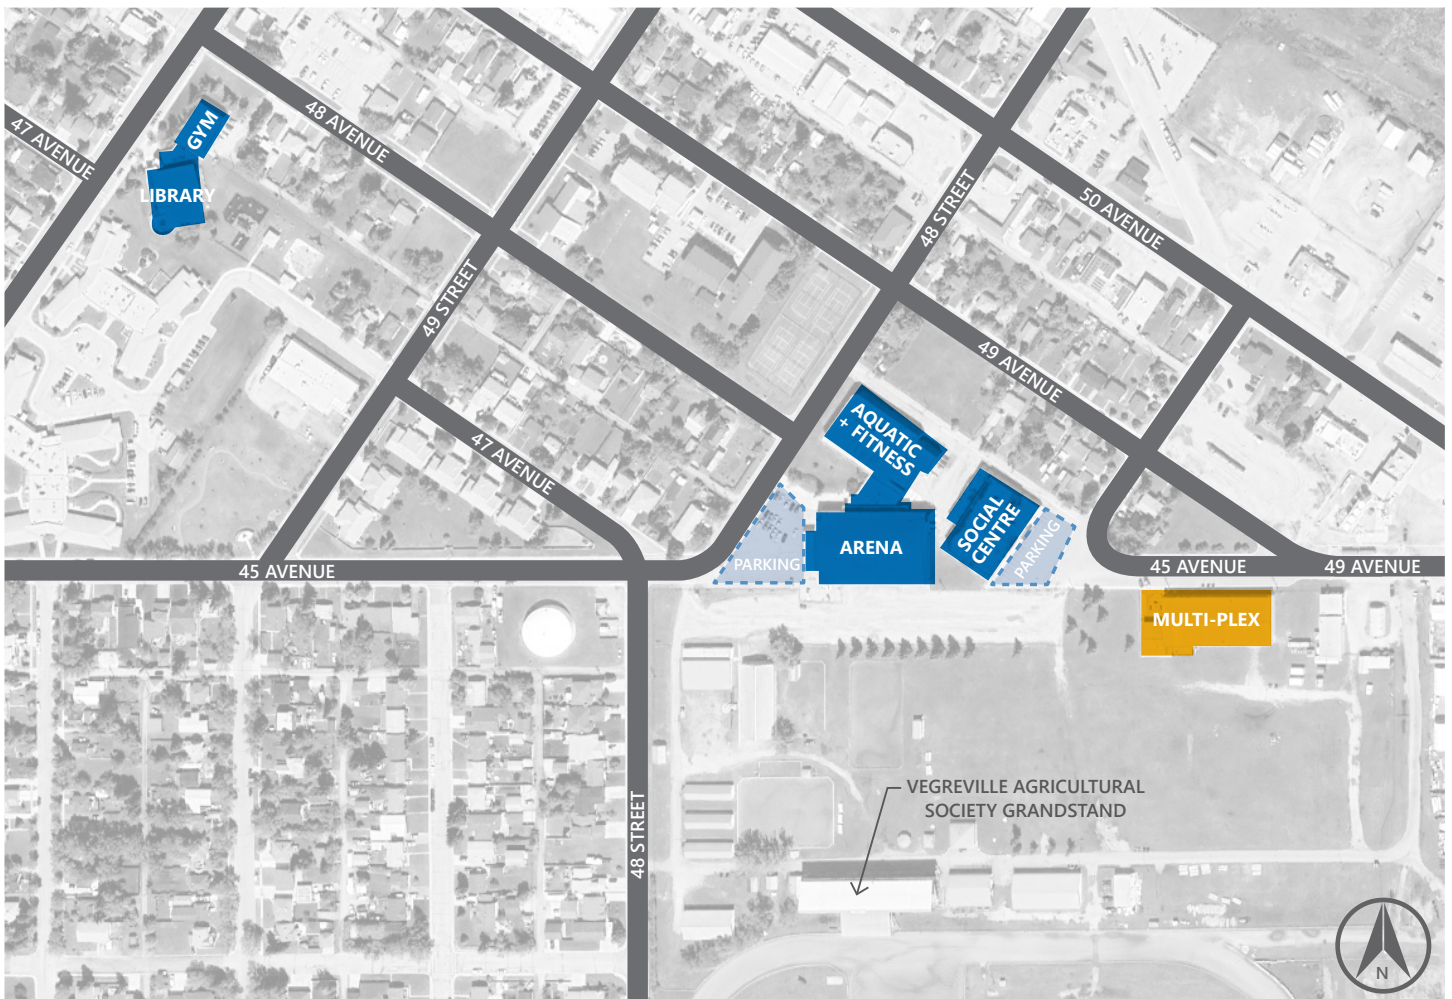 47 AVENUE
GYM
LIBRARY
48 AVENUE
49 STREET
48 STREET
50 AVENUE
49 AVENUE
47 AVENUE
AQUATIC
+ FITNESS
SOCIAL
CENTRE
PARKING
ARENA
PARKING
45 AVENUE
45 AVENUE
49 AVENUE
MULTI-PLEX
48 STREET
VEGREVILLE AGRICULTURAL
SOCIETY GRANDSTAND
N